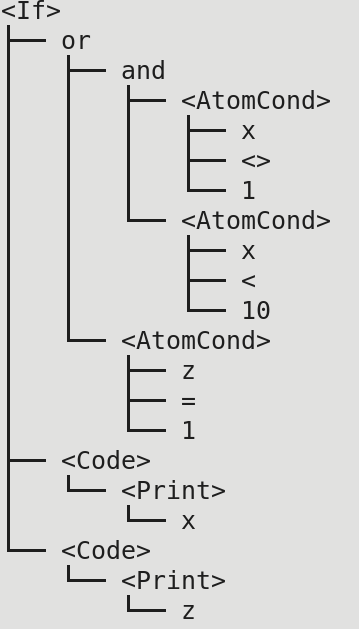 <If>
or
and
<AtomCond>
x
<>
1
<AtomCond>
x
<
10
<AtomCond>
z
=
1
<Code>
<Print>
x
<Code>
<Print>
z